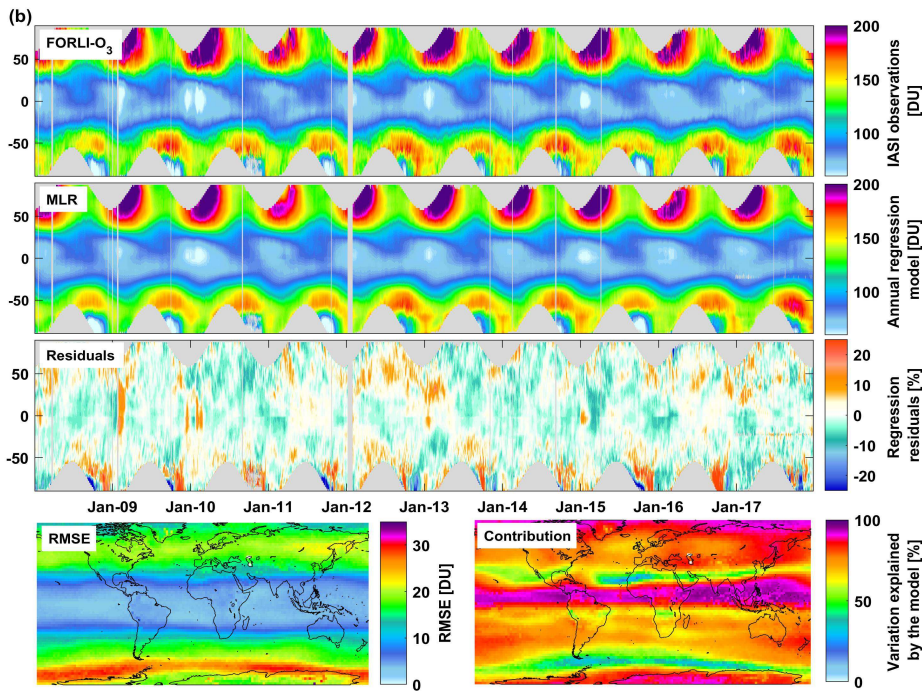 (b)
FORLI-O3
50
0
-50
200
150
100
IASI observations
[DU]
MLR
50
0
-50
200
150
100
Annual regression
model [DU]
Residuals
50
0
-50
20
10
0
-10
-20
Regression
residuals [%]
Jan-09 Jan-10 Jan-11 Jan-12 Jan-13 Jan-14 Jan-15 Jan-16 Jan-17
RMSE
30
20
10
0
RMSE [DU]
Contribution
100
50
0
Variation explained
by the model [%]